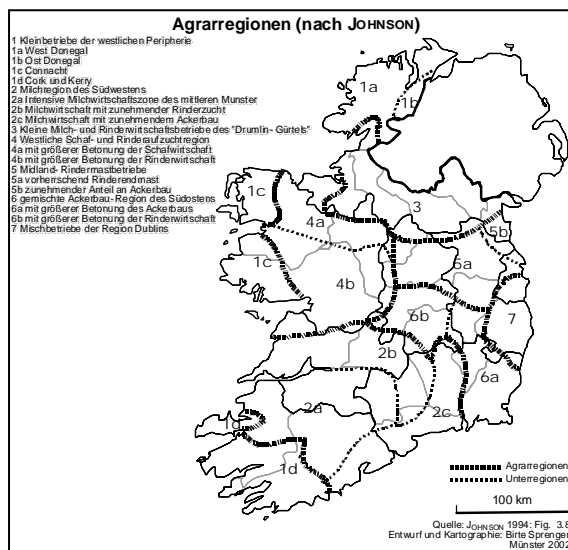 Agrarregionen (nach JOHNSON)
1 Kleinbetriebe der westlichen Peripherie
1a West Donegal
1b Ost Donegal
1c Connacht
1d Cork und Kerry
2 Milchregion des Südwestens
2a Intensive Milchwirtschaftszone des mittleren Munster
2b Milchwirtschaft mit zunehmender Rinderzucht
2c Milchwirtschaft mit zunehmendem Ackerbau
3 Kleine Milch- und Rinderwirtschaftsbetriebe des "Drumlin- Gürtels"
4 Westliche Schaf- und Rinderaufzuchtregion
4a mit größerer Betonung der Schafwirtschaft
4b mit größerer Betonung der Rinderwirtschaft
5 Midland- Rindermastbetriebe
5a vorherrschend Rinderendmast
5b zunehmender Anteil an Ackerbau
6 gemischte Ackerbau- Region des Südostens
6a mit größerer Betonung des Ackerbaus
6b mit größerer Betonung der Rinderwirtschaft
7 Mischbetriebe der Region Dublins
1a
1b
1c
3
4a
5b
1c
6a
4b
6b
7
2b
6a
2a
2c
1d
1d
Agrarregionen
Unterregionen
100 km
Quelle: JOHNSON 1994: Fig. 3.8
Entwurf und Kartographie: Birte Sprenger
Münster 2002